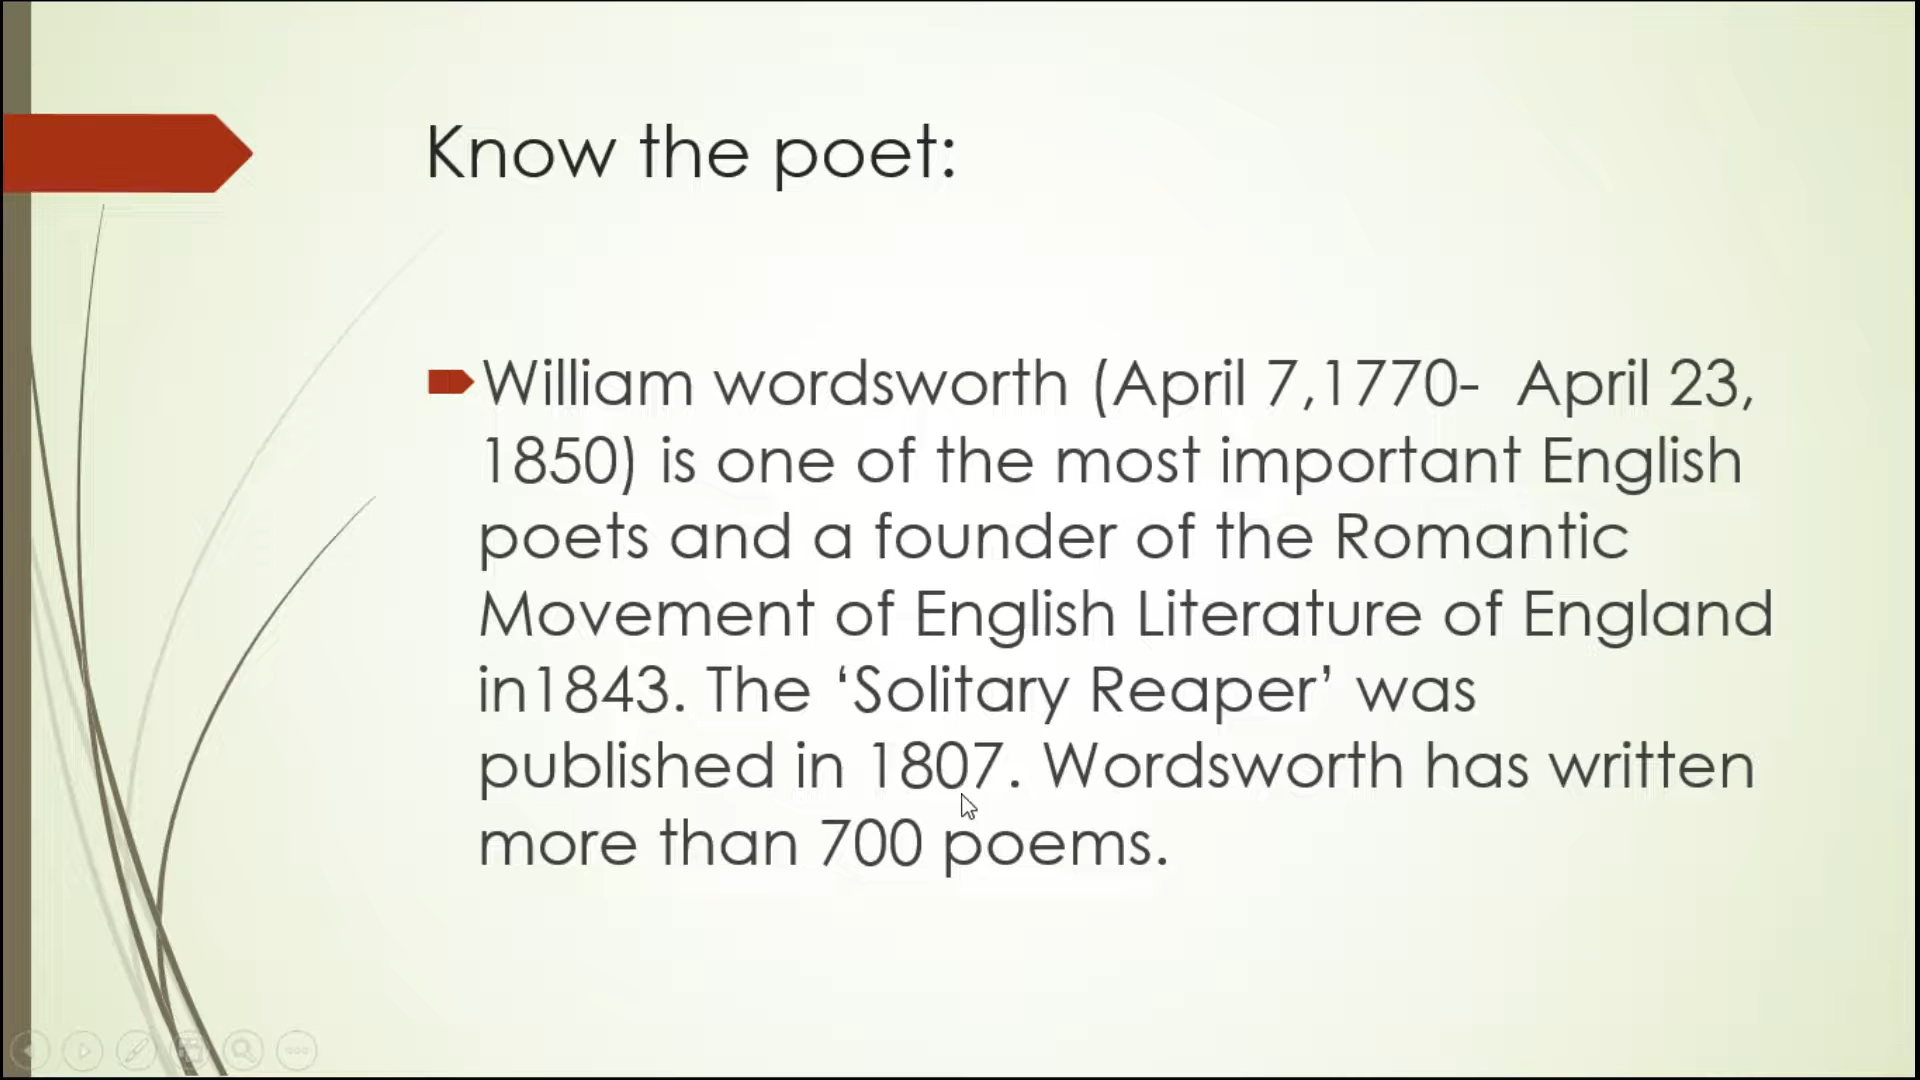 Know the poet:
William wordsworth (April 7,1770-  April 23,
1850) is one of the most important English
poets and a founder of the Romantic
Movement of English Literature of England
in1843. The ‘Solitary Reaper’ was
published in 1807. Wordsworth has written
more than 700 poems.